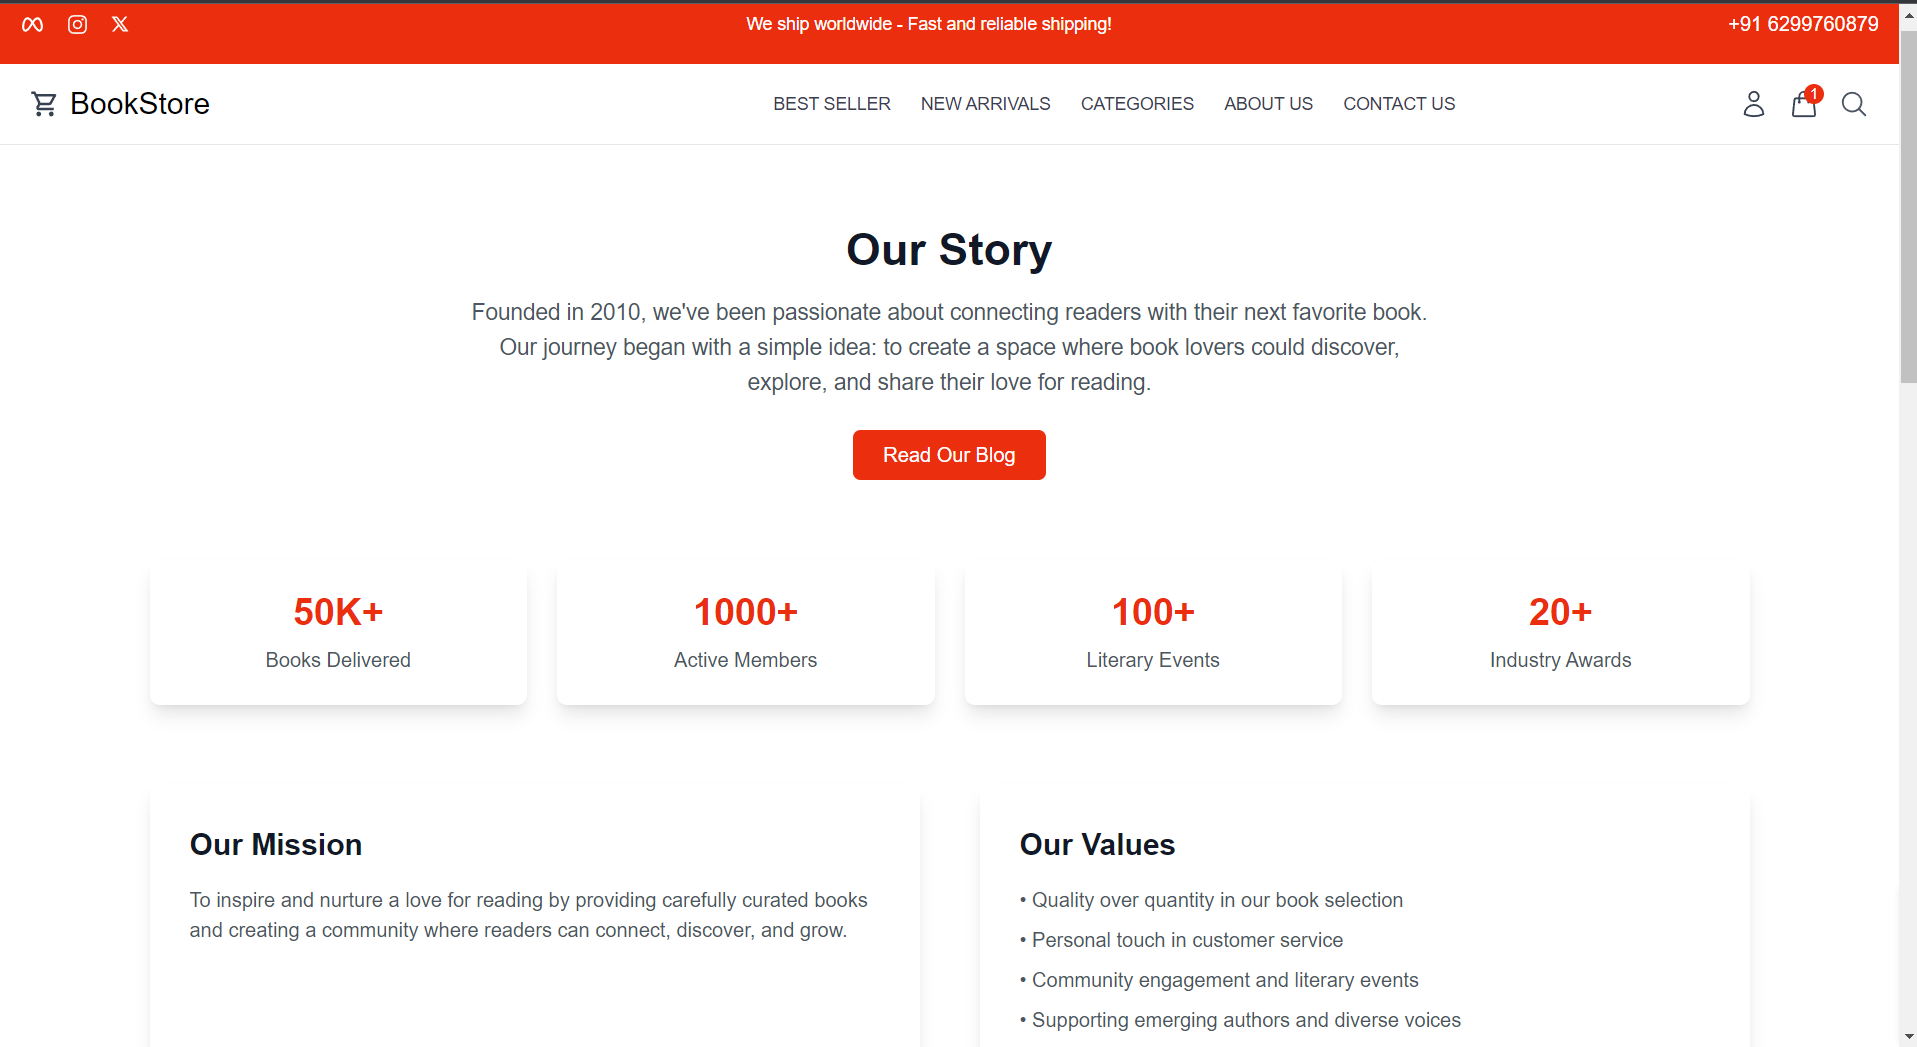 We ship worldwide - Fast and reliable shipping!
+91 6299760879
BookStore
BEST SELLER
NEW ARRIVALS
CATEGORIES
ABOUT US
CONTACT US
1
Our Story
Founded in 2010, we've been passionate about connecting readers with their next favorite book.
Our journey began with a simple idea: to create a space where book lovers could discover,
explore, and share their love for reading.
Read Our Blog
50K+
Books Delivered
1000+
Active Members
100+
Literary Events
20+
Industry Awards
Our Mission
To inspire and nurture a love for reading by providing carefully curated books
and creating a community where readers can connect, discover, and grow.
Our Values
• Quality over quantity in our book selection
• Personal touch in customer service
• Community engagement and literary events
• Supporting emerging authors and diverse voices